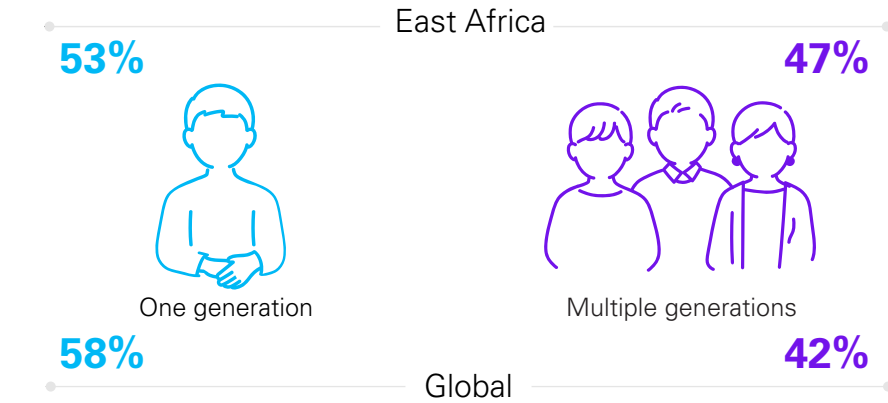 East Africa
53%
47%
One generation
Multiple generations
58%
42%
Global